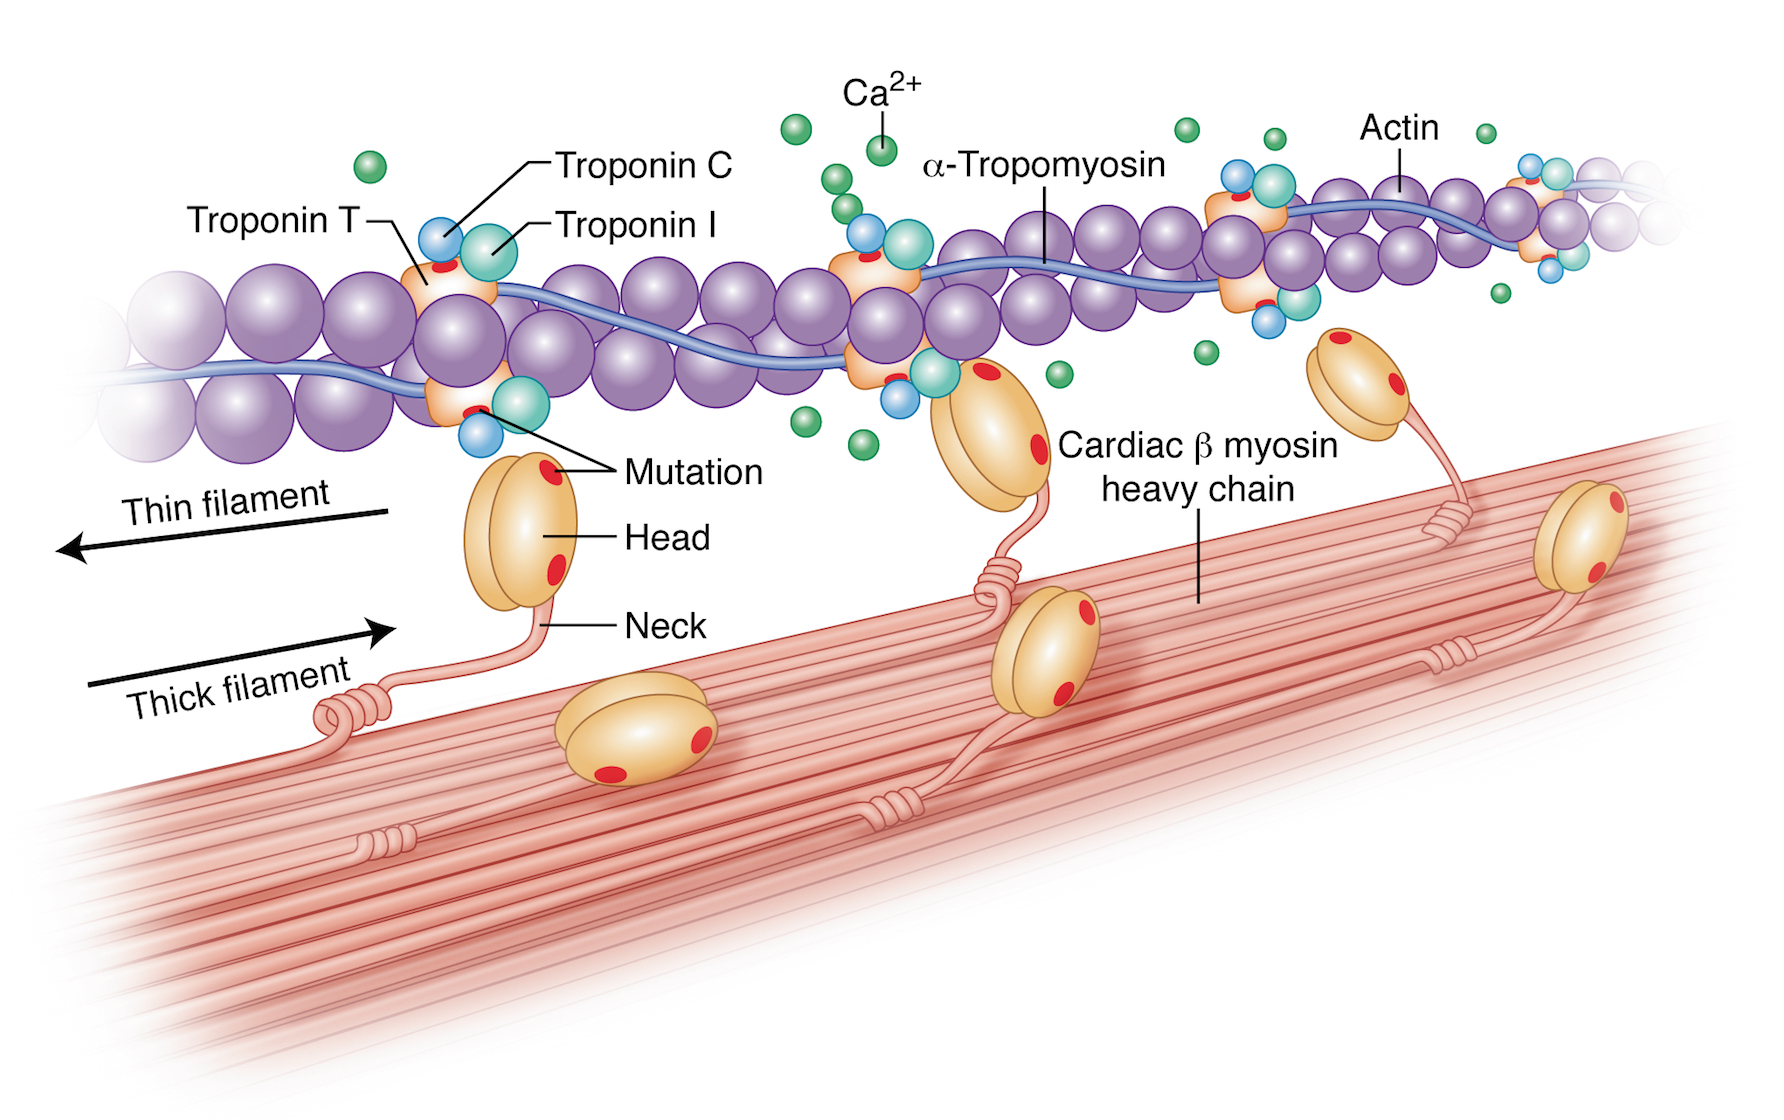 Ca²⁺
Actin
Troponin C
α-Tropomyosin
Troponin T
Troponin I
Cardiac β myosin
heavy chain
Mutation
Thin filament
Head
Neck
Thick filament